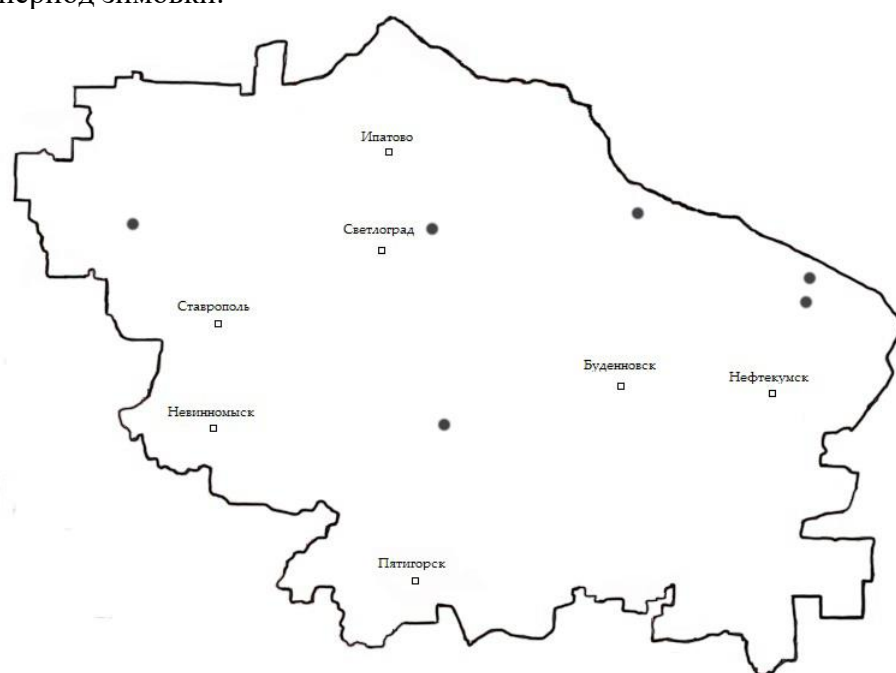 период зимовки.
Ипатово
Светлоград
Ставрополь
Буденновск
Нефтекумск
Невинномыск
Пятигорск